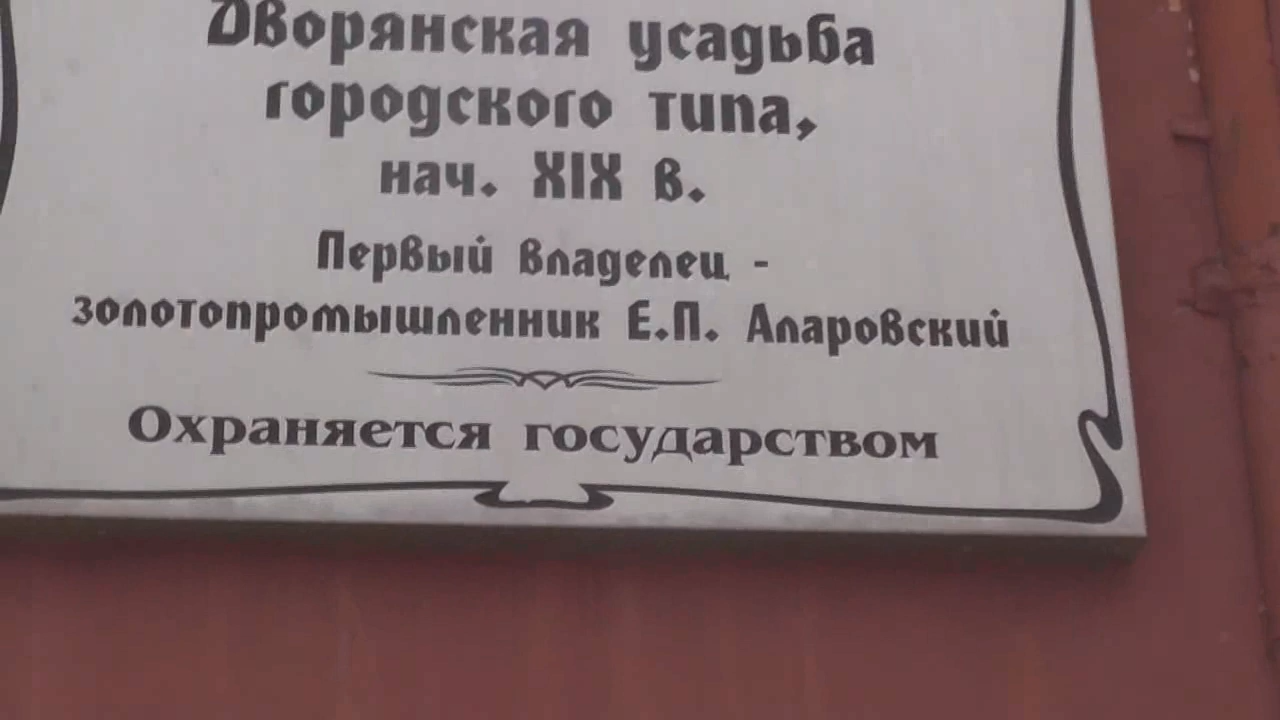 Дворянская усадьба
городского типа,
нач. XIX в.
Первый владелец -
золотопромышленник Е.П. Аларовский
Охраняется государством